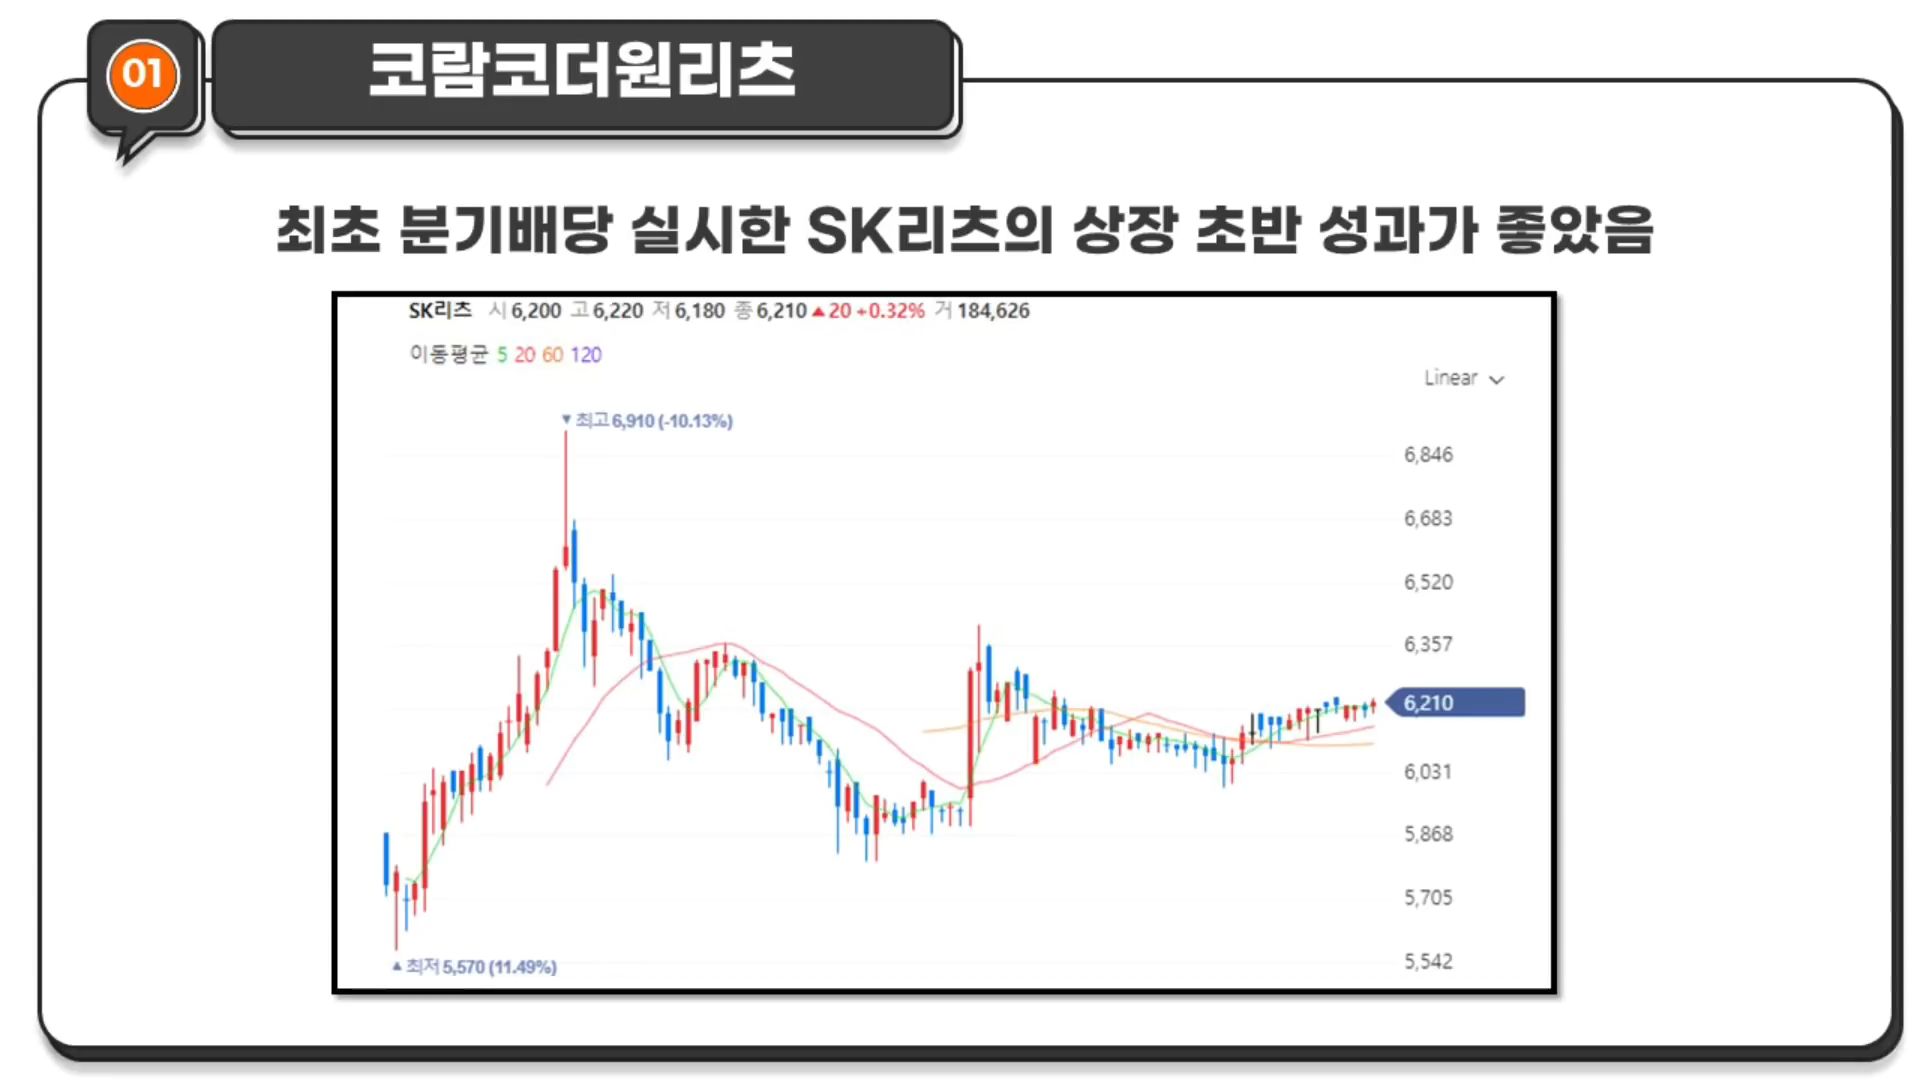 01
코람코더원리츠
최초 분기배당 실시한 SK리츠의 상장 초반 성과가 좋았음
SK리츠 시 6,200 고 6,220 저 6,180 종 6,210 ▲20 +0.32% 거 184,626
이동평균 5 20 60 120
Linear
▼최고 6,910 (-10.13%)
6,846
6,683
6,520
6,357
6,210
6,031
5,868
5,705
▲최저 5,570 (11.49%)
5,542